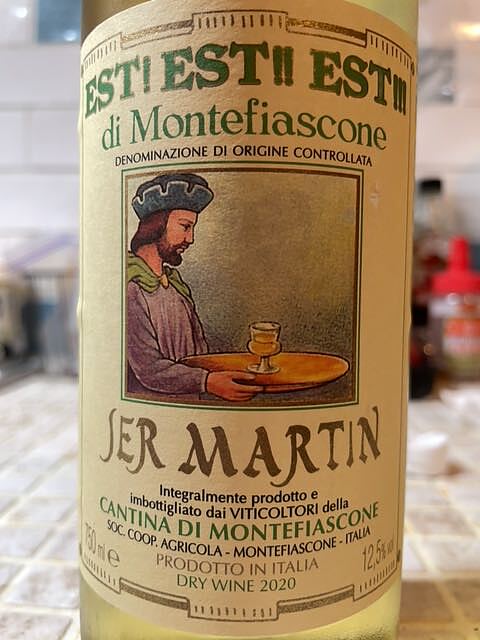 EST! EST!! EST!!!
di Montefiascone
DENOMINAZIONE DI ORIGINE CONTROLLATA
SER MARTIN
Integralmente prodotto e
imbottigliato dai VITICOLTORI della
CANTINA DI MONTEFIASCONE
SOC. COOP. AGRICOLA - MONTEFIASCONE - ITALIA
750 ml e
PRODOTTO IN ITALIA
12,5% vol
DRY WINE 2020